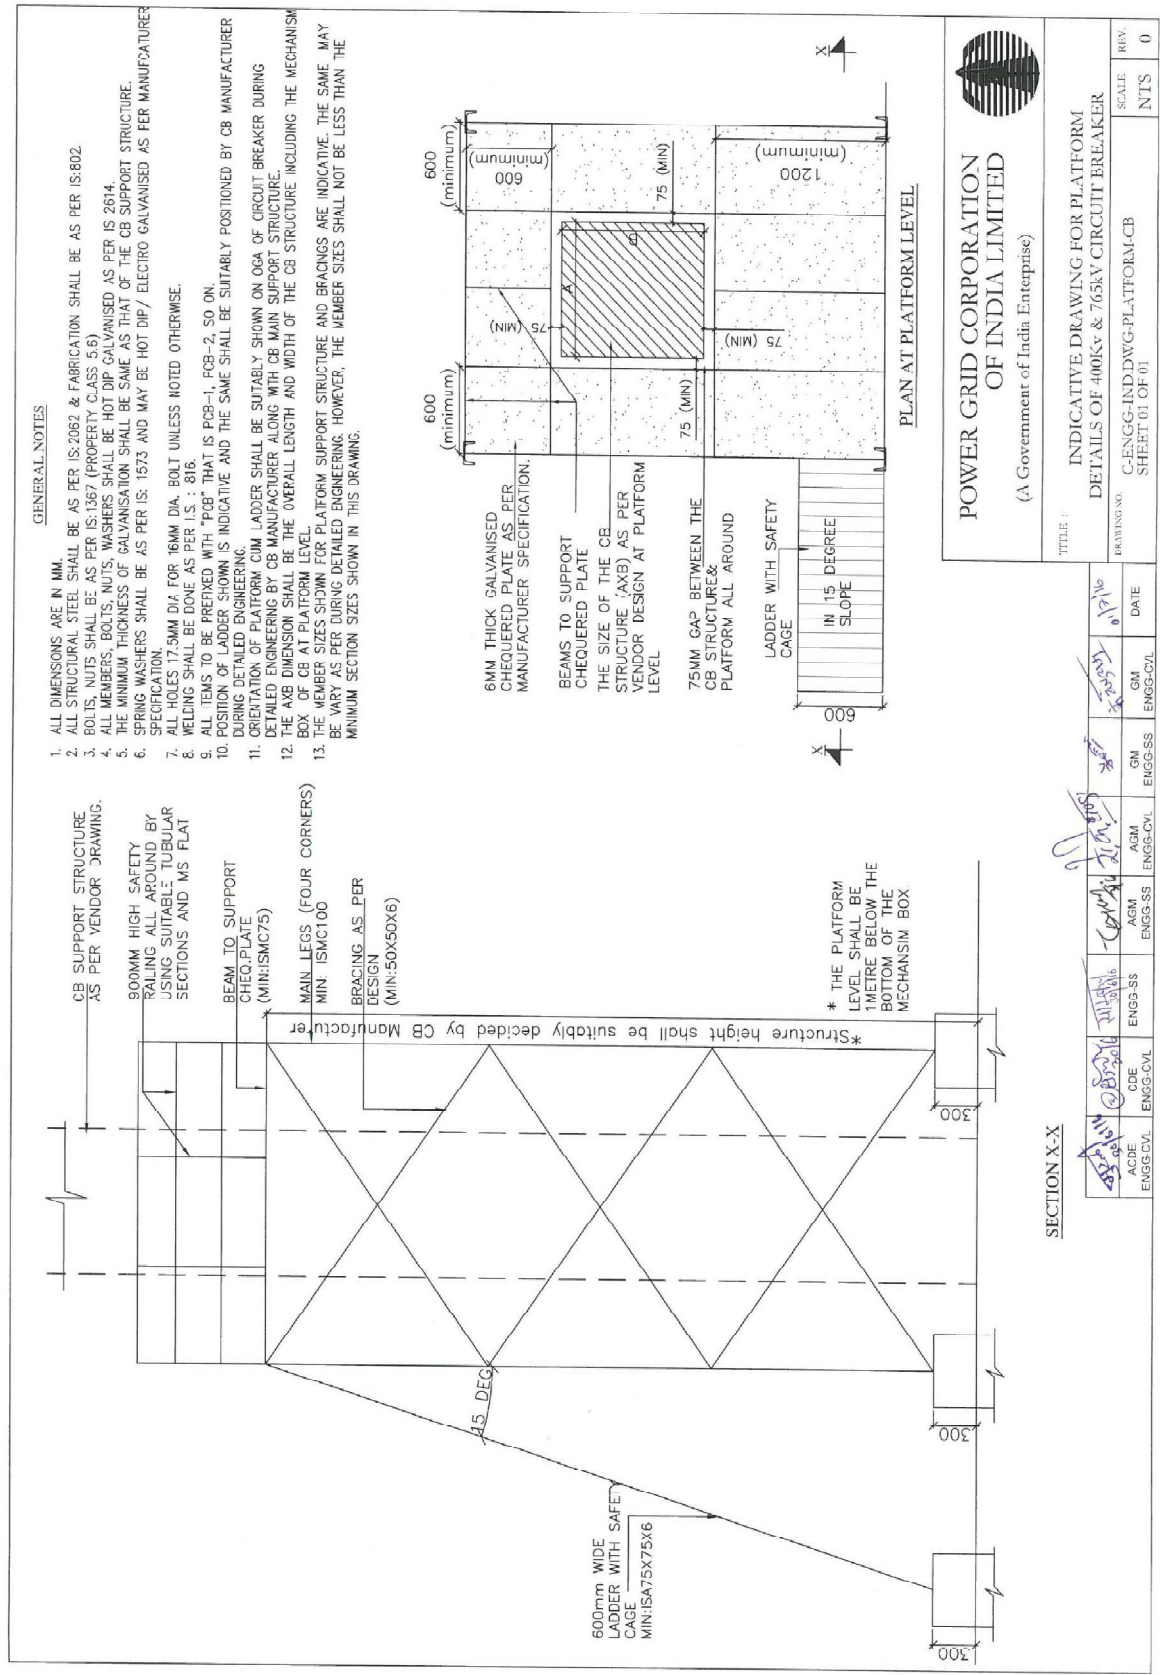 GENERAL NOTES
1. ALL DIMENSIONS ARE IN MM.
2. ALL STRUCTURAL STEEL SHALL BE AS PER IS:2062 & FABRICATION SHALL BE AS PER IS:802.
3. BOLTS, NUTS SHALL BE AS PER IS:1367 (PROPERTY CLASS 5.6)
4. ALL MEMBERS, BOLTS, NUTS, WASHERS SHALL BE HOT DIP GALVANISED AS PER IS 2614.
5. THE MINIMUM THICKNESS OF GALVANISATION SHALL BE SAME AS THAT OF THE CB SUPPORT STRUCTURE.
6. SPRING WASHERS SHALL BE AS PER IS: 1573 AND MAY BE HOT DIP/ ELECTRO GALVANISED AS PER MANUFCATURER
SPECIFICATION.
7. ALL HOLES 17.5MM DIA FOR 16MM DIA. BOLT UNLESS NOTED OTHERWISE.
8. WELDING SHALL BE DONE AS PER I.S. : 816.
9. ALL ITEMS TO BE PREFIXED WITH "PCB" THAT IS PCB-1, PCB-2, SO ON.
10. POSITION OF LADDER SHOWN IS INDICATIVE AND THE SAME SHALL BE SUITABLY POSITIONED BY CB MANUFACTURER
DURING DETAILED ENGINEERING.
11. ORIENTATION OF PLATFORM CUM LADDER SHALL BE SUITABLY SHOWN ON OGA OF CIRCUIT BREAKER DURING
DETAILED ENGINEERING BY CB MANUFACTURER ALONG WITH CB MAIN SUPPORT STRUCTURE.
12. THE AXB DIMENSION SHALL BE THE OVERALL LENGTH AND WIDTH OF THE CB STRUCTURE INCLUDING THE MECHANISM
BOX OF CB AT PLATFORM LEVEL.
13. THE MEMBER SIZES SHOWN FOR PLATFORM SUPPORT STRUCTURE AND BRACINGS ARE INDICATIVE. THE SAME MAY
BE VARY AS PER DURING DETAILED ENGINEERING. HOWEVER, THE MEMBER SIZES SHALL NOT BE LESS THAN THE
MINIMUM SECTION SIZES SHOWN IN THIS DRAWING.
CB SUPPORT STRUCTURE
AS PER VENDOR DRAWING.
900MM HIGH SAFETY
RALING ALL AROUND BY
USING SUITABLE TUBULAR
SECTIONS AND MS FLAT
BEAM TO SUPPORT
CHEQ.PLATE
(MIN:ISMC75)
MAIN LEGS (FOUR CORNERS)
MIN: ISMC100
BRACING AS PER
DESIGN
(MIN:50X50X6)
*Structure height shall be suitably decided by CB Manufacturer
* THE PLATFORM
LEVEL SHALL BE
1METRE BELOW THE
BOTTOM OF THE
MECHANSIM BOX
15 DEG
600mm WIDE
LADDER WITH SAFET
CAGE
MIN:ISA75X75X6
300
300
300
SECTION X-X
600
(minimum)
600
(minimum)
600
(minimum)
1200
(minimum)
75 (MIN)
75 (MIN)
75 (MIN)
75 (MIN)
A
B
X
X
6MM THICK GALVANISED
CHEQUERED PLATE AS PER
MANUFACTURER SPECIFICATION.
BEAMS TO SUPPORT
CHEQUERED PLATE
THE SIZE OF THE CB
STRUCTURE (AXB) AS PER
VENDOR DESIGN AT PLATFORM
LEVEL
75MM GAP BETWEEN THE
CB STRUCTURE&
PLATFORM ALL AROUND
LADDER WITH SAFETY
CAGE
IN 15 DEGREE
SLOPE
600
PLAN AT PLATFORM LEVEL
POWER GRID CORPORATION
OF INDIA LIMITED
(A Government of India Enterprise)
TITLE :
INDICATIVE DRAWING FOR PLATFORM
DETAILS OF 400Kv & 765kV CIRCUIT BREAKER
DRAWING NO.
C-ENGG-IND.DWG-PLATFORM-CB
SHEET 01 OF 01
SCALE
NTS
REV.
0
ACDE
ENGG-CVL
CDE
ENGG-CVL
ENGG-SS
AGM
ENGG-SS
AGM
ENGG-CVL
GM
ENGG-SS
GM
ENGG-CVL
DATE